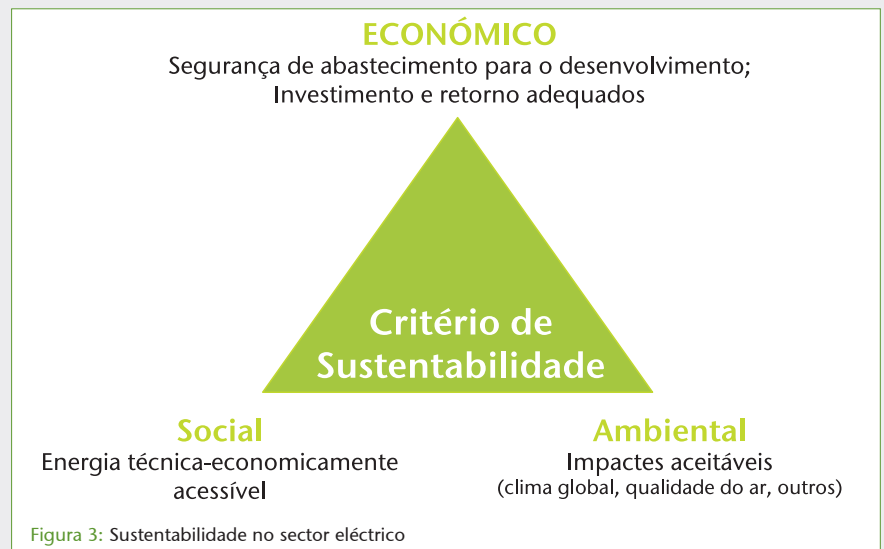 ECONÓMICO
Segurança de abastecimento para o desenvolvimento;
Investimento e retorno adequados
Critério de
Sustentabilidade
Social
Energia técnica-economicamente
acessível
Ambiental
Impactes aceitáveis
(clima global, qualidade do ar, outros)
Figura 3: Sustentabilidade no sector eléctrico